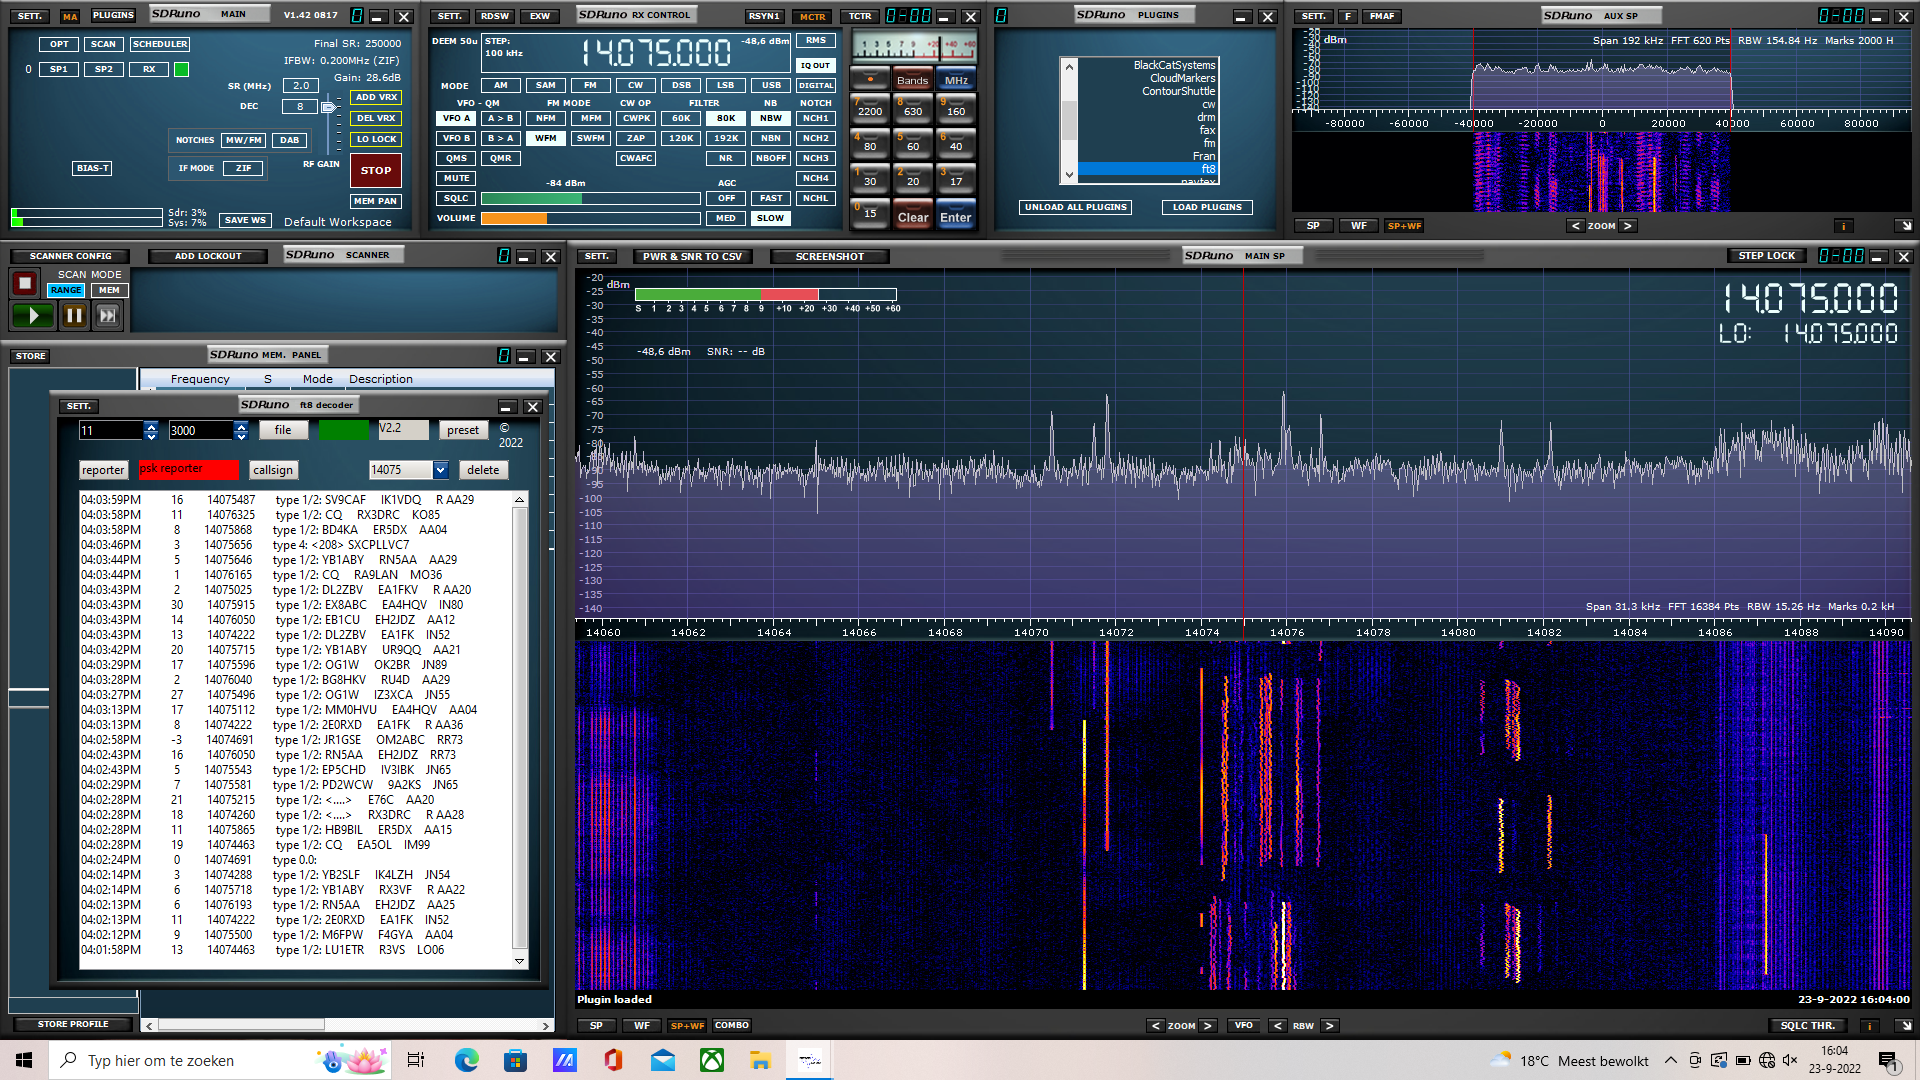 SETT. MA PLUGINS SDRuno MAIN V1.42 0817 0
OPT SCAN SCHEDULER
0 SP1 SP2 RX
Final SR: 250000
IFBW: 0.200MHz (ZIF)
Gain: 28.6dB
SR (MHz) 2.0
DEC 8
ADD VRX
DEL VRX
LO LOCK
NOTCHES MW/FM DAB
BIAS-T IF MODE ZIF
RF GAIN
STOP
MEM PAN
Sdr: 3%
Sys: 7%
SAVE WS Default Workspace
SETT. RDSW EXW SDRuno RX CONTROL RSYN1 MCTR TCTR 0-00
DEEM 50u STEP:
100 kHz
14.075.000
-48,6 dBm RMS
IQ OUT
MODE AM SAM FM CW DSB LSB USB DIGITAL
VFO - QM FM MODE CW OP FILTER NB NOTCH
VFO A A > B NFM MFM CWPK 60K 80K NBW NCH1
VFO B B > A WFM SWFM ZAP 120K 192K NBN NCH2
QMS QMR CWAFC NR NBOFF NCH3
MUTE -84 dBm AGC NCH4
SQLC OFF FAST NCHL
VOLUME MED SLOW
1 3 5 7 9 +20 +40 +60
Bands MHz
7 2200 8 630 9 160
4 80 5 60 6 40
1 30 2 20 3 17
0 15 Clear Enter
0 SDRuno PLUGINS
BlackCatSystems
CloudMarkers
ContourShuttle
cw
drm
fax
fm
Fran
ft8
navtex
UNLOAD ALL PLUGINS LOAD PLUGINS
SETT. F FMAF SDRuno AUX SP 0-00
dBm Span 192 kHz FFT 620 Pts RBW 154.84 Hz Marks 2000 H
-80000 -60000 -40000 -20000 0 20000 40000 60000 80000
SP WF SP+WF < ZOOM > i
SCANNER CONFIG ADD LOCKOUT SDRuno SCANNER 0
SCAN MODE
RANGE MEM
STORE SDRuno MEM. PANEL 0
Frequency S Mode Description
SETT. SDRuno ft8 decoder
11 3000 file V2.2 preset ©
2022
reporter psk reporter callsign 14075 delete
04:03:59PM 16 14075487 type 1/2: SV9CAF IK1VDQ R AA29
04:03:58PM 11 14076325 type 1/2: CQ RX3DRC KO85
04:03:58PM 8 14075868 type 1/2: BD4KA ER5DX AA04
04:03:46PM 3 14075656 type 4: <208> SXCPLLVC7
04:03:44PM 5 14075646 type 1/2: YB1ABY RN5AA AA29
04:03:44PM 1 14076165 type 1/2: CQ RA9LAN MO36
04:03:43PM 2 14075025 type 1/2: DL2ZBV EA1FKV R AA20
04:03:43PM 30 14075915 type 1/2: EX8ABC EA4HQV IN80
04:03:43PM 14 14076050 type 1/2: EB1CU EH2JDZ AA12
04:03:43PM 13 14074222 type 1/2: DL2ZBV EA1FK IN52
04:03:42PM 20 14075715 type 1/2: YB1ABY UR9QQ AA21
04:03:29PM 17 14075596 type 1/2: OG1W OK2BR JN89
04:03:28PM 2 14076040 type 1/2: BG8HKV RU4D AA29
04:03:27PM 27 14075496 type 1/2: OG1W IZ3XCA JN55
04:03:13PM 17 14075112 type 1/2: MM0HVU EA4HQV AA04
04:03:13PM 8 14074222 type 1/2: 2E0RXD EA1FK R AA36
04:02:58PM -3 14074691 type 1/2: JR1GSE OM2ABC RR73
04:02:43PM 16 14076050 type 1/2: RN5AA EH2JDZ RR73
04:02:43PM 5 14075543 type 1/2: EP5CHD IV3IBK JN65
04:02:29PM 7 14075581 type 1/2: PD2WCW 9A2KS JN65
04:02:28PM 21 14075215 type 1/2: <....> E76C AA20
04:02:28PM 18 14074260 type 1/2: <....> RX3DRC R AA28
04:02:28PM 11 14075865 type 1/2: HB9BIL ER5DX AA15
04:02:28PM 19 14074463 type 1/2: CQ EA5OL IM99
04:02:24PM 0 14074691 type 0.0:
04:02:14PM 3 14074288 type 1/2: YB2SLF IK4LZH JN54
04:02:14PM 6 14075718 type 1/2: YB1ABY RX3VF R AA22
04:02:13PM 6 14076193 type 1/2: RN5AA EH2JDZ AA25
04:02:13PM 11 14074222 type 1/2: 2E0RXD EA1FK IN52
04:02:12PM 9 14075500 type 1/2: M6FPW F4GYA AA04
04:01:58PM 13 14074463 type 1/2: LU1ETR R3VS LO06
STORE PROFILE
SETT. PWR & SNR TO CSV SCREENSHOT SDRuno MAIN SP STEP LOCK 0-00
dBm
S 1 2 3 4 5 6 7 8 9 +10 +20 +30 +40 +50 +60
-48,6 dBm SNR: -- dB
14.075.000
LO: 14.075.000
-20
-25
-30
-35
-40
-45
-50
-55
-60
-65
-70
-75
-80
-85
-90
-95
-100
-105
-110
-115
-120
-125
-130
-135
-140
Span 31.3 kHz FFT 16384 Pts RBW 15.26 Hz Marks 0.2 kH
14060 14062 14064 14066 14068 14070 14072 14074 14076 14078 14080 14082 14084 14086 14088 14090
Plugin loaded 23-9-2022 16:04:00
SP WF SP+WF COMBO < ZOOM > VFO < RBW > SQLC THR. i
Typ hier om te zoeken
18°C Meest bewolkt
16:04
23-9-2022
1